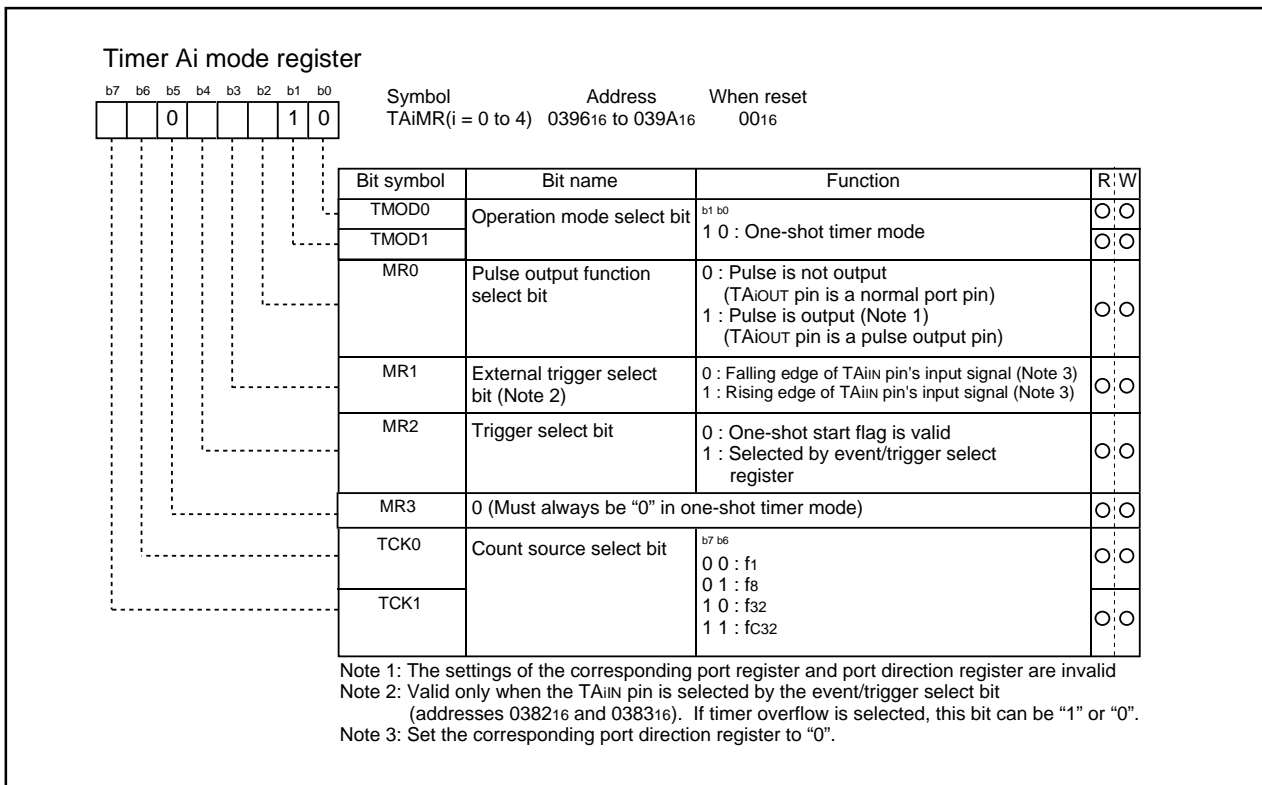 Timer Ai mode register
b7 b6 b5 b4 b3 b2 b1 b0
0 1 0
Symbol Address When reset
TAiMR(i = 0 to 4) 039616 to 039A16 0016
Bit symbol Bit name Function R W
TMOD0 Operation mode select bit b1 b0
1 0 : One-shot timer mode
TMOD1
MR0 Pulse output function select bit 0 : Pulse is not output
(TAiOUT pin is a normal port pin)
1 : Pulse is output (Note 1)
(TAiOUT pin is a pulse output pin)
MR1 External trigger select bit (Note 2) 0 : Falling edge of TAiIN pin's input signal (Note 3)
1 : Rising edge of TAiIN pin's input signal (Note 3)
MR2 Trigger select bit 0 : One-shot start flag is valid
1 : Selected by event/trigger select
register
MR3 0 (Must always be “0” in one-shot timer mode)
TCK0 Count source select bit b7 b6
0 0 : f1
0 1 : f8
TCK1 1 0 : f32
1 1 : fC32
Note 1: The settings of the corresponding port register and port direction register are invalid
Note 2: Valid only when the TAiIN pin is selected by the event/trigger select bit
(addresses 038216 and 038316). If timer overflow is selected, this bit can be “1” or “0”.
Note 3: Set the corresponding port direction register to “0”.